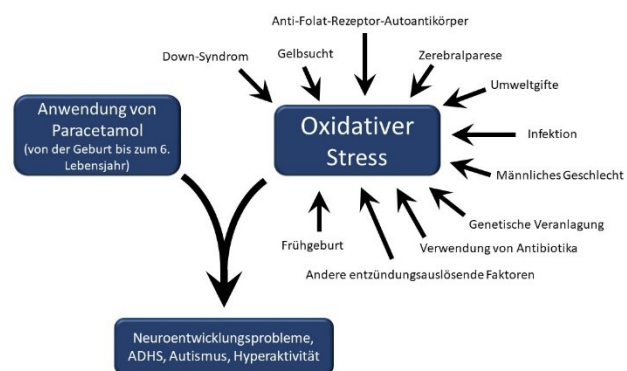 Anti-Folat-Rezeptor-Autoantikörper
Down-Syndrom
Gelbsucht
Zerebralparese
Umweltgifte
Anwendung von
Paracetamol
(von der Geburt bis zum 6.
Lebensjahr)
Oxidativer
Stress
Infektion
Männliches Geschlecht
Genetische Veranlagung
Frühgeburt
Verwendung von Antibiotika
Andere entzündungsauslösende Faktoren
Neuroentwicklungsprobleme,
ADHS, Autismus, Hyperaktivität